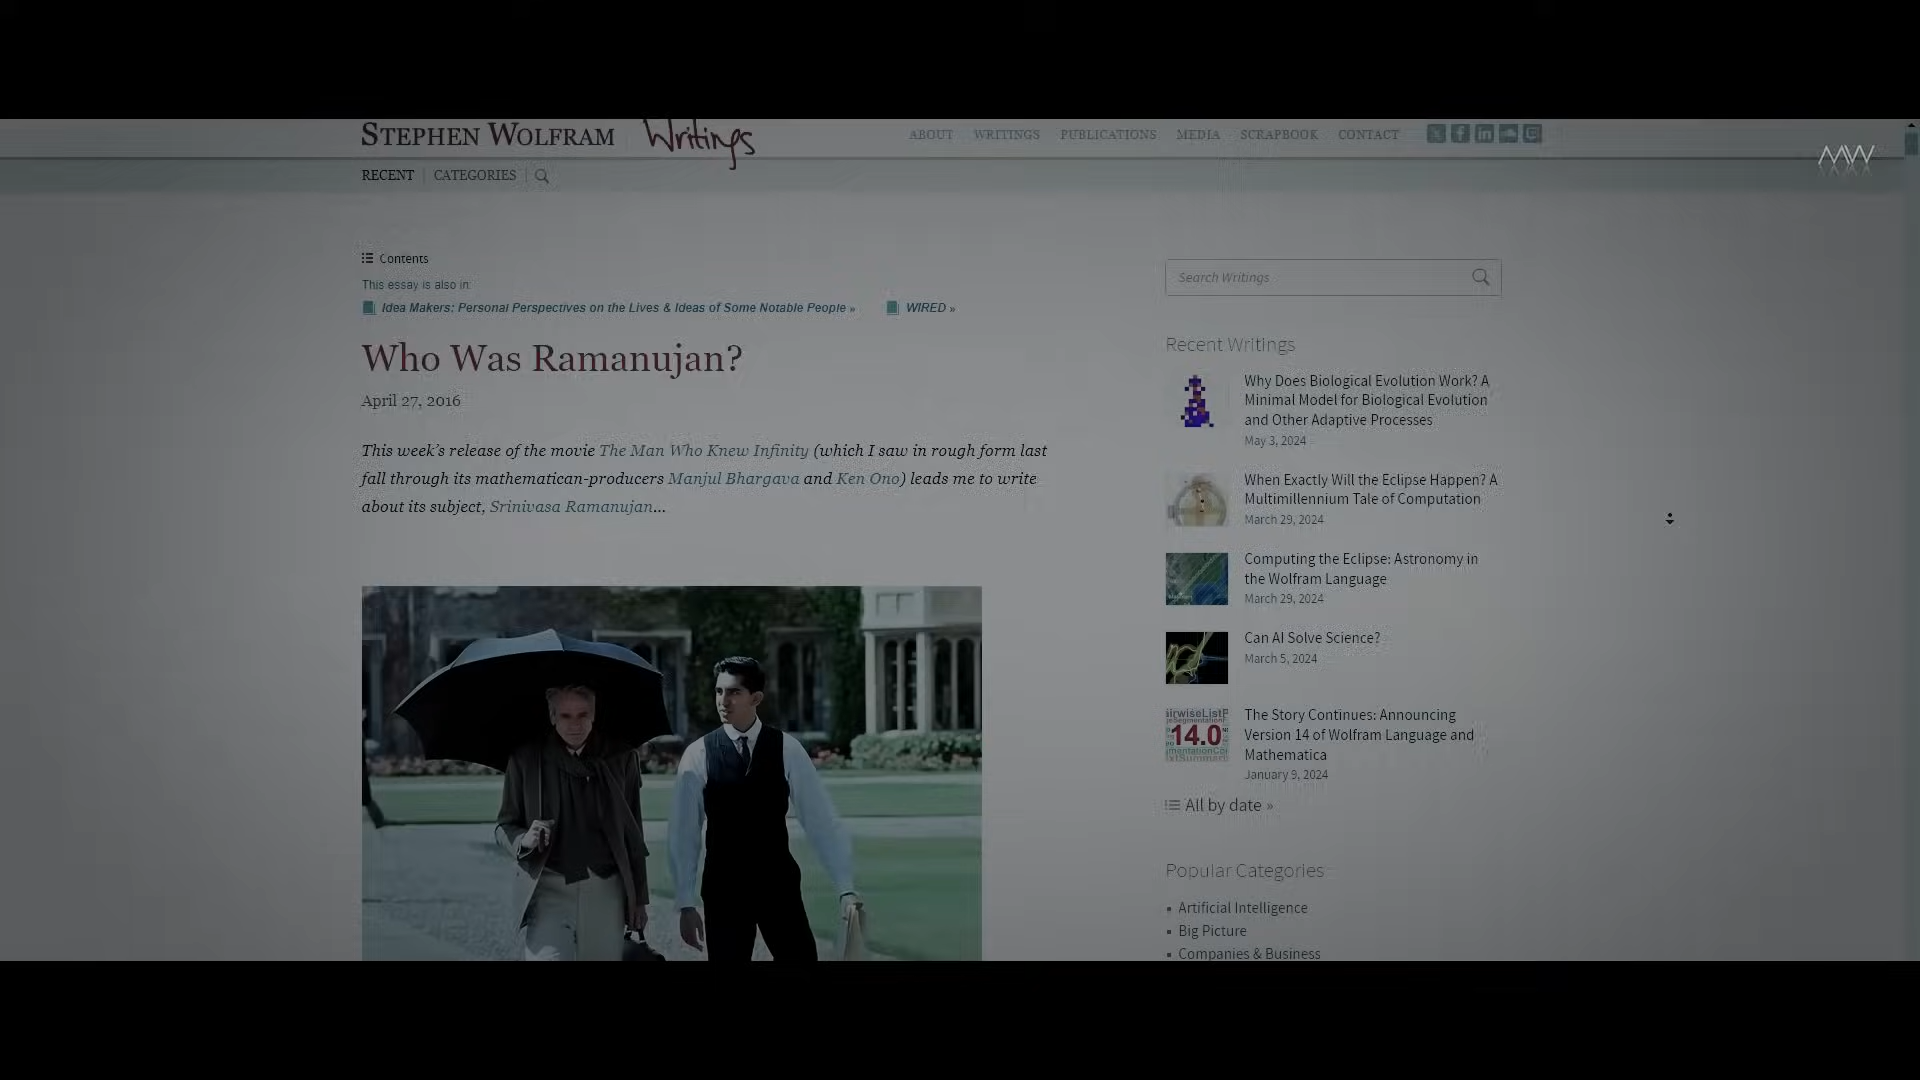 STEPHEN WOLFRAM Writings
ABOUT WRITINGS PUBLICATIONS MEDIA SCRAPBOOK CONTACT
MW
RECENT CATEGORIES
Contents
This essay is also in:
Idea Makers: Personal Perspectives on the Lives & Ideas of Some Notable People » WIRED »
Who Was Ramanujan?
April 27, 2016
This week's release of the movie The Man Who Knew Infinity (which I saw in rough form last
fall through its mathematican-producers Manjul Bhargava and Ken Ono) leads me to write
about its subject, Srinivasa Ramanujan...
Search Writings
Recent Writings
Why Does Biological Evolution Work? A
Minimal Model for Biological Evolution
and Other Adaptive Processes
May 3, 2024
When Exactly Will the Eclipse Happen? A
Multimillennium Tale of Computation
March 29, 2024
Computing the Eclipse: Astronomy in
the Wolfram Language
March 29, 2024
Can AI Solve Science?
March 5, 2024
14.0
The Story Continues: Announcing
Version 14 of Wolfram Language and
Mathematica
January 9, 2024
All by date »
Popular Categories
Artificial Intelligence
Big Picture
Companies & Business